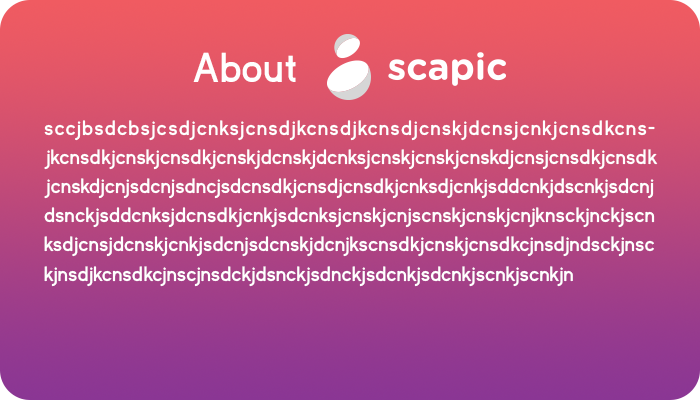 About scapic
sccjbsdcbsjcsdjcnksjcnsdjkcnsdjkcnsdjcnskjdcnsjcnkjcnsdkcns-
jkcnsdkjcnskjcnsdkjcnskjdcnskjdcnksjcnskjcnskjcnskdjcnsjcnsdkjcnsdk
jcnskdjcnjsdcnjsdncjsdcnsdkjcnsdjcnsdkjcnksdjcnkjsddcnkjdscnkjsdcnj
dsnckjsddcnksjdcnsdkjcnkjsdcnksjcnskjcnjscnskjcnskjcnjknsckjnckjscn
ksdjcnsjdcnskjcnkjsdcnjsdcnskjdcnjkscnsdkjcnskjcnsdkcjnsdjndsckjnsc
kjnsdjkcnsdkcjnscjnsdckjdsnckjsdnckjsdcnkjsdcnkjscnkjscnkjn